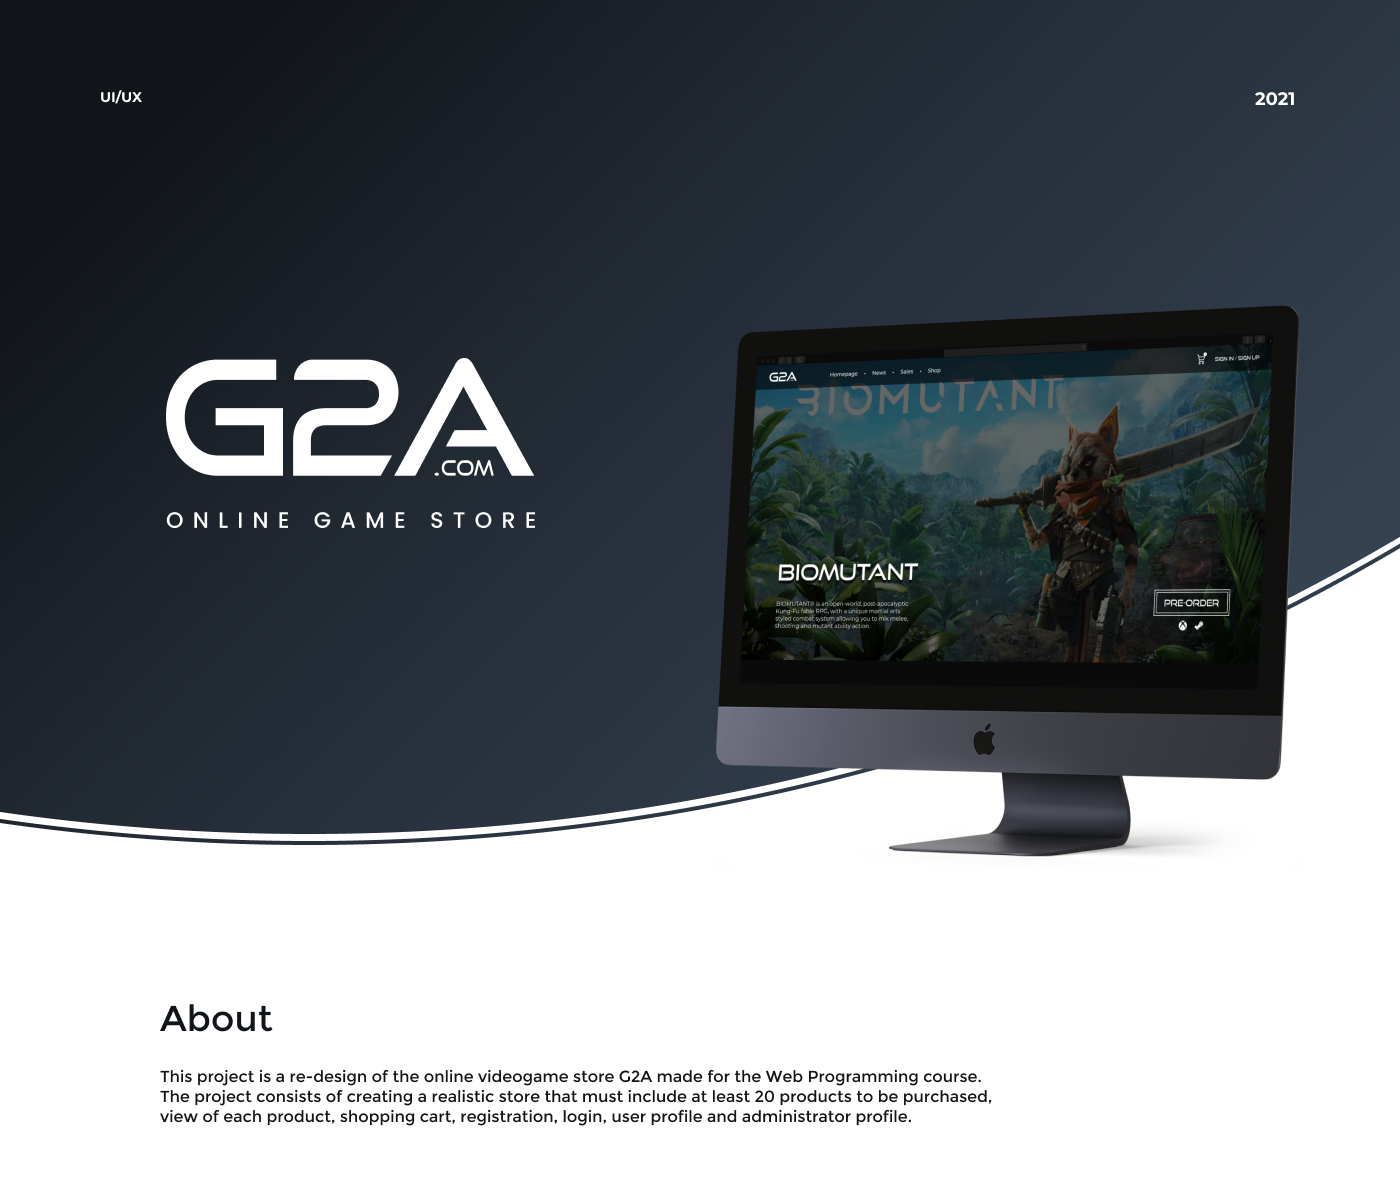 UI/UX
2021
G2A
.COM
ONLINE GAME STORE
G2A
Homepage • News • Sales • Shop
SIGN IN / SIGN UP
BIOMUTANT
BIOMUTANT
BIOMUTANT® is an open-world, post-apocalyptic
Kung-Fu fable RPG, with a unique martial arts
styled combat system allowing you to mix melee,
shooting and mutant ability action.
PRE-ORDER
About
This project is a re-design of the online videogame store G2A made for the Web Programming course.
The project consists of creating a realistic store that must include at least 20 products to be purchased,
view of each product, shopping cart, registration, login, user profile and administrator profile.